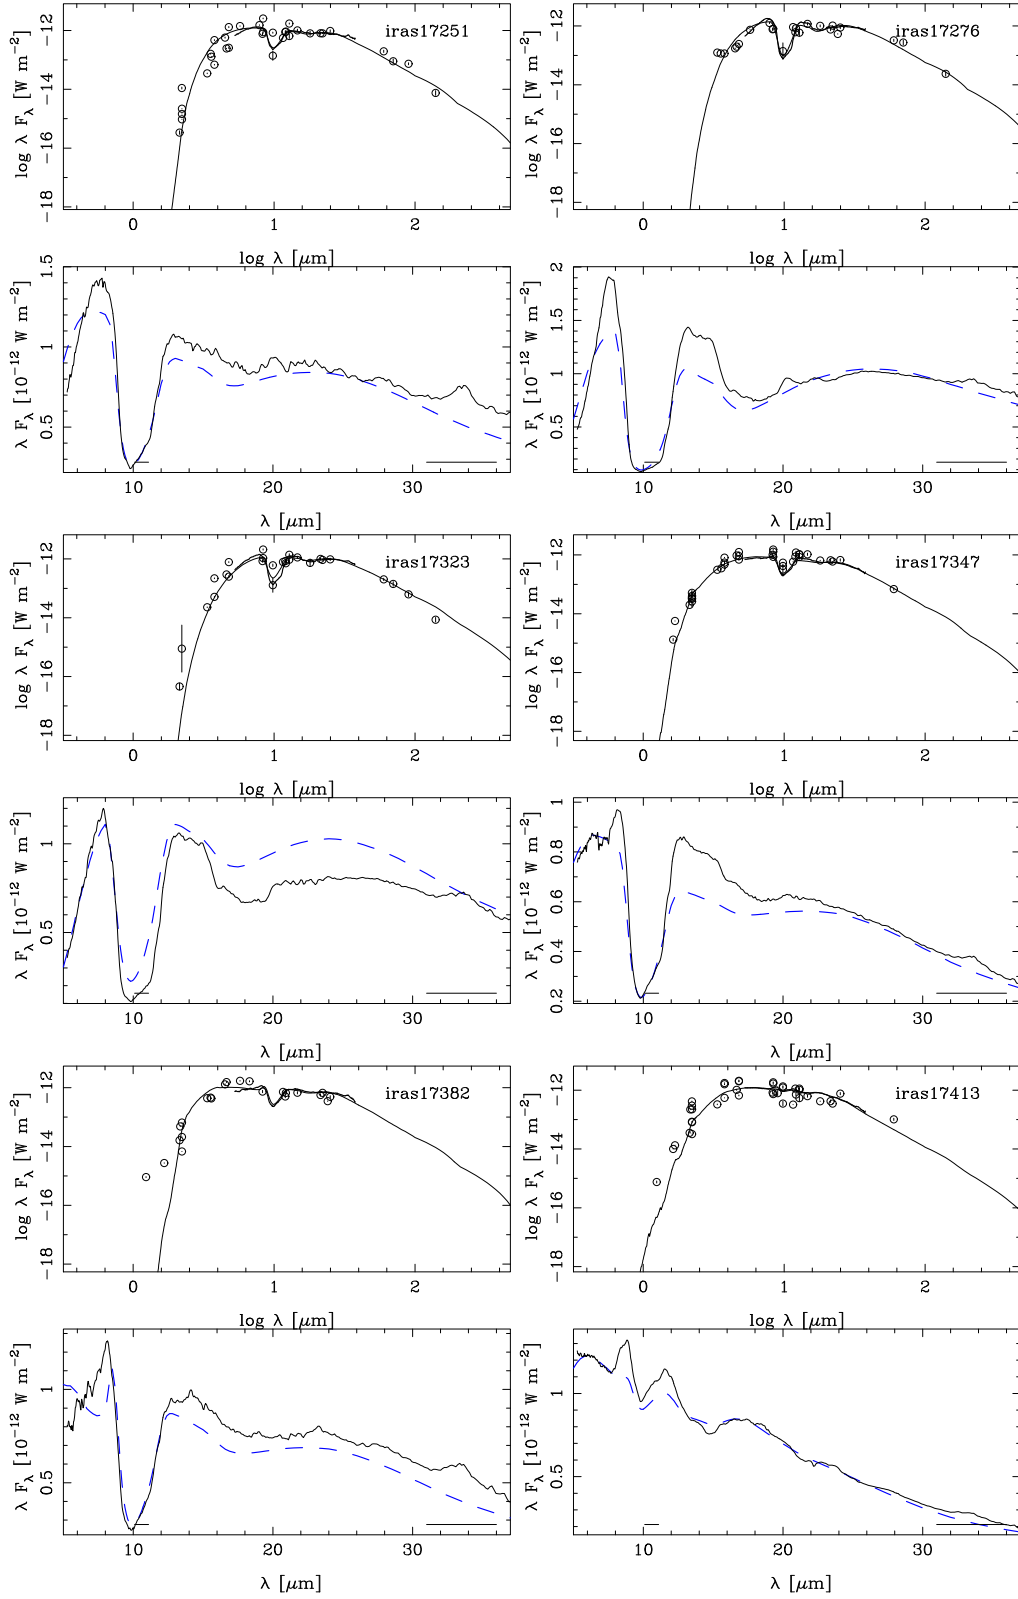 iras17251 iras17276
log λ F_λ [W m⁻²] log λ F_λ [W m⁻²]
-12 -14 -16 -18 -12 -14 -16 -18
0 1 2 0 1 2
log λ [μm] log λ [μm]
λ F_λ [10⁻¹² W m⁻²] λ F_λ [10⁻¹² W m⁻²]
1.5 1 0.5 2 1.5 1 0.5
10 20 30 10 20 30
λ [μm] λ [μm]
iras17323 iras17347
log λ F_λ [W m⁻²] log λ F_λ [W m⁻²]
-12 -14 -16 -18 -12 -14 -16 -18
0 1 2 0 1 2
log λ [μm] log λ [μm]
λ F_λ [10⁻¹² W m⁻²] λ F_λ [10⁻¹² W m⁻²]
1 0.5 1 0.8 0.6 0.4 0.2
10 20 30 10 20 30
λ [μm] λ [μm]
iras17382 iras17413
log λ F_λ [W m⁻²] log λ F_λ [W m⁻²]
-12 -14 -16 -18 -12 -14 -16 -18
0 1 2 0 1 2
log λ [μm] log λ [μm]
λ F_λ [10⁻¹² W m⁻²] λ F_λ [10⁻¹² W m⁻²]
1 0.5 1 0.5
10 20 30 10 20 30
λ [μm] λ [μm]